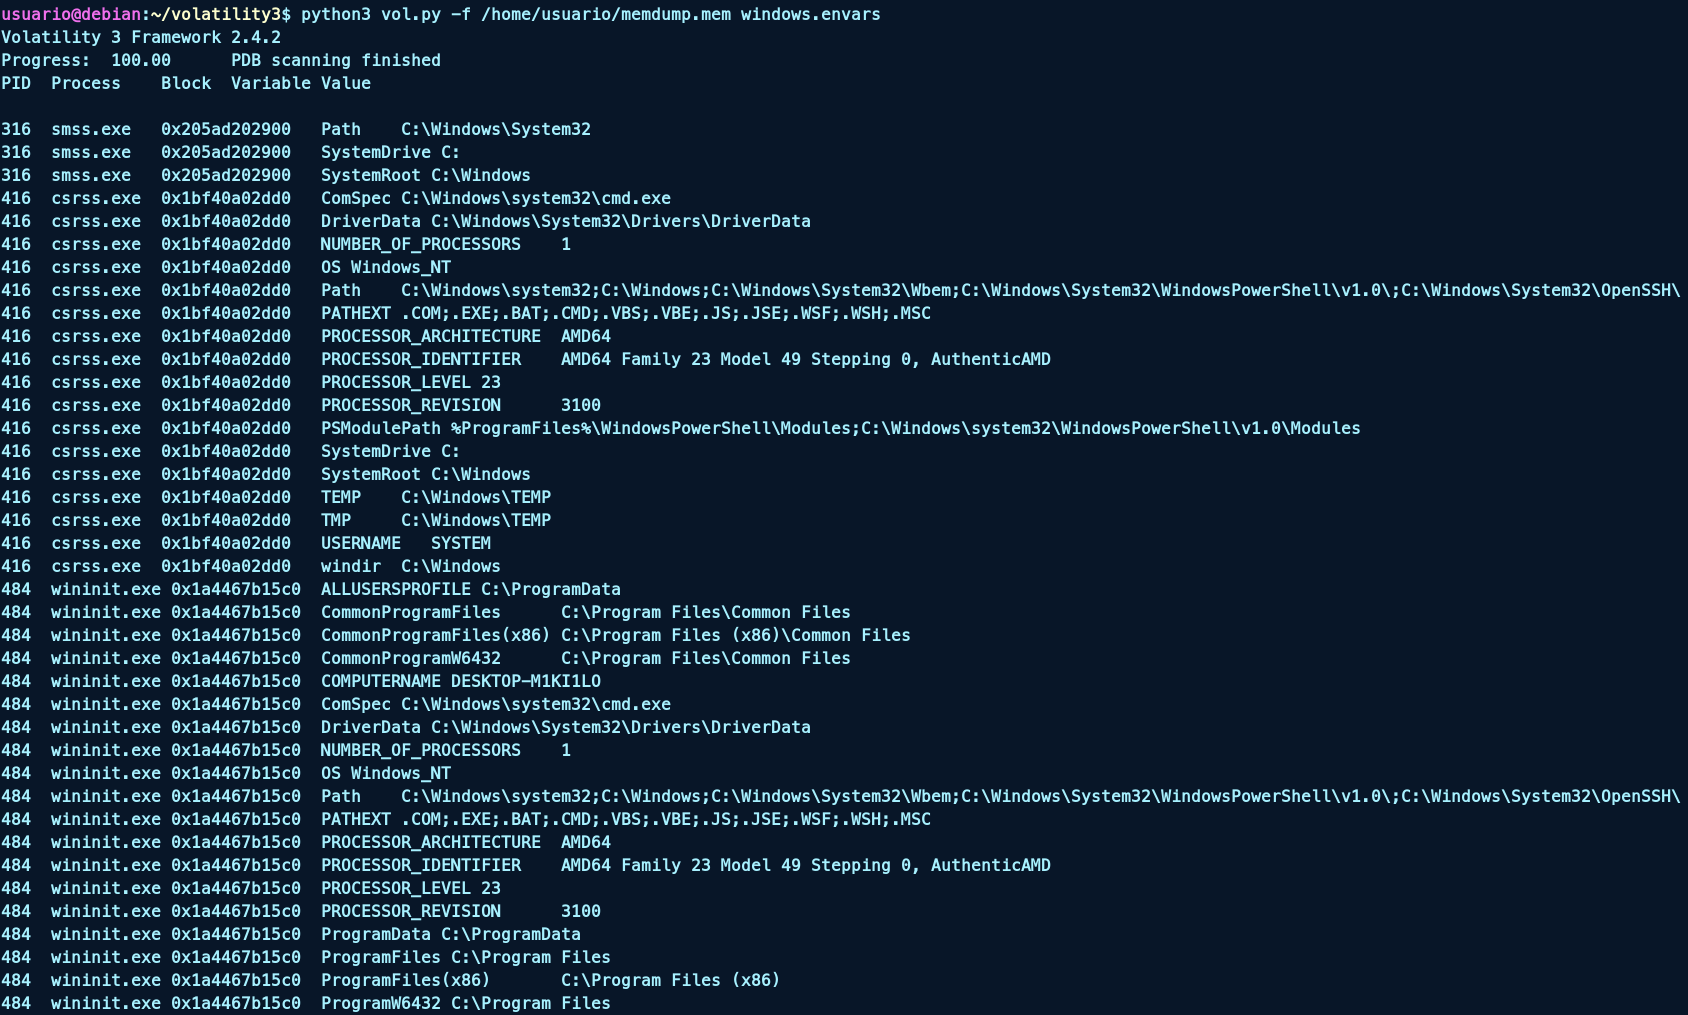 usuario@debian:~/volatility3$ python3 vol.py -f /home/usuario/memdump.mem windows.envars
Volatility 3 Framework 2.4.2
Progress:  100.00      PDB scanning finished
PID  Process    Block  Variable Value

316  smss.exe   0x205ad202900   Path    C:\Windows\System32
316  smss.exe   0x205ad202900   SystemDrive C:
316  smss.exe   0x205ad202900   SystemRoot C:\Windows
416  csrss.exe  0x1bf40a02dd0   ComSpec C:\Windows\system32\cmd.exe
416  csrss.exe  0x1bf40a02dd0   DriverData C:\Windows\System32\Drivers\DriverData
416  csrss.exe  0x1bf40a02dd0   NUMBER_OF_PROCESSORS    1
416  csrss.exe  0x1bf40a02dd0   OS Windows_NT
416  csrss.exe  0x1bf40a02dd0   Path    C:\Windows\system32;C:\Windows;C:\Windows\System32\Wbem;C:\Windows\System32\WindowsPowerShell\v1.0\;C:\Windows\System32\OpenSSH\
416  csrss.exe  0x1bf40a02dd0   PATHEXT .COM;.EXE;.BAT;.CMD;.VBS;.VBE;.JS;.JSE;.WSF;.WSH;.MSC
416  csrss.exe  0x1bf40a02dd0   PROCESSOR_ARCHITECTURE  AMD64
416  csrss.exe  0x1bf40a02dd0   PROCESSOR_IDENTIFIER    AMD64 Family 23 Model 49 Stepping 0, AuthenticAMD
416  csrss.exe  0x1bf40a02dd0   PROCESSOR_LEVEL 23
416  csrss.exe  0x1bf40a02dd0   PROCESSOR_REVISION      3100
416  csrss.exe  0x1bf40a02dd0   PSModulePath %ProgramFiles%\WindowsPowerShell\Modules;C:\Windows\system32\WindowsPowerShell\v1.0\Modules
416  csrss.exe  0x1bf40a02dd0   SystemDrive C:
416  csrss.exe  0x1bf40a02dd0   SystemRoot C:\Windows
416  csrss.exe  0x1bf40a02dd0   TEMP    C:\Windows\TEMP
416  csrss.exe  0x1bf40a02dd0   TMP     C:\Windows\TEMP
416  csrss.exe  0x1bf40a02dd0   USERNAME   SYSTEM
416  csrss.exe  0x1bf40a02dd0   windir  C:\Windows
484  wininit.exe 0x1a4467b15c0  ALLUSERSPROFILE C:\ProgramData
484  wininit.exe 0x1a4467b15c0  CommonProgramFiles      C:\Program Files\Common Files
484  wininit.exe 0x1a4467b15c0  CommonProgramFiles(x86) C:\Program Files (x86)\Common Files
484  wininit.exe 0x1a4467b15c0  CommonProgramW6432      C:\Program Files\Common Files
484  wininit.exe 0x1a4467b15c0  COMPUTERNAME DESKTOP-M1KI1LO
484  wininit.exe 0x1a4467b15c0  ComSpec C:\Windows\system32\cmd.exe
484  wininit.exe 0x1a4467b15c0  DriverData C:\Windows\System32\Drivers\DriverData
484  wininit.exe 0x1a4467b15c0  NUMBER_OF_PROCESSORS    1
484  wininit.exe 0x1a4467b15c0  OS Windows_NT
484  wininit.exe 0x1a4467b15c0  Path    C:\Windows\system32;C:\Windows;C:\Windows\System32\Wbem;C:\Windows\System32\WindowsPowerShell\v1.0\;C:\Windows\System32\OpenSSH\
484  wininit.exe 0x1a4467b15c0  PATHEXT .COM;.EXE;.BAT;.CMD;.VBS;.VBE;.JS;.JSE;.WSF;.WSH;.MSC
484  wininit.exe 0x1a4467b15c0  PROCESSOR_ARCHITECTURE  AMD64
484  wininit.exe 0x1a4467b15c0  PROCESSOR_IDENTIFIER    AMD64 Family 23 Model 49 Stepping 0, AuthenticAMD
484  wininit.exe 0x1a4467b15c0  PROCESSOR_LEVEL 23
484  wininit.exe 0x1a4467b15c0  PROCESSOR_REVISION      3100
484  wininit.exe 0x1a4467b15c0  ProgramData C:\ProgramData
484  wininit.exe 0x1a4467b15c0  ProgramFiles C:\Program Files
484  wininit.exe 0x1a4467b15c0  ProgramFiles(x86)       C:\Program Files (x86)
484  wininit.exe 0x1a4467b15c0  ProgramW6432 C:\Program Files